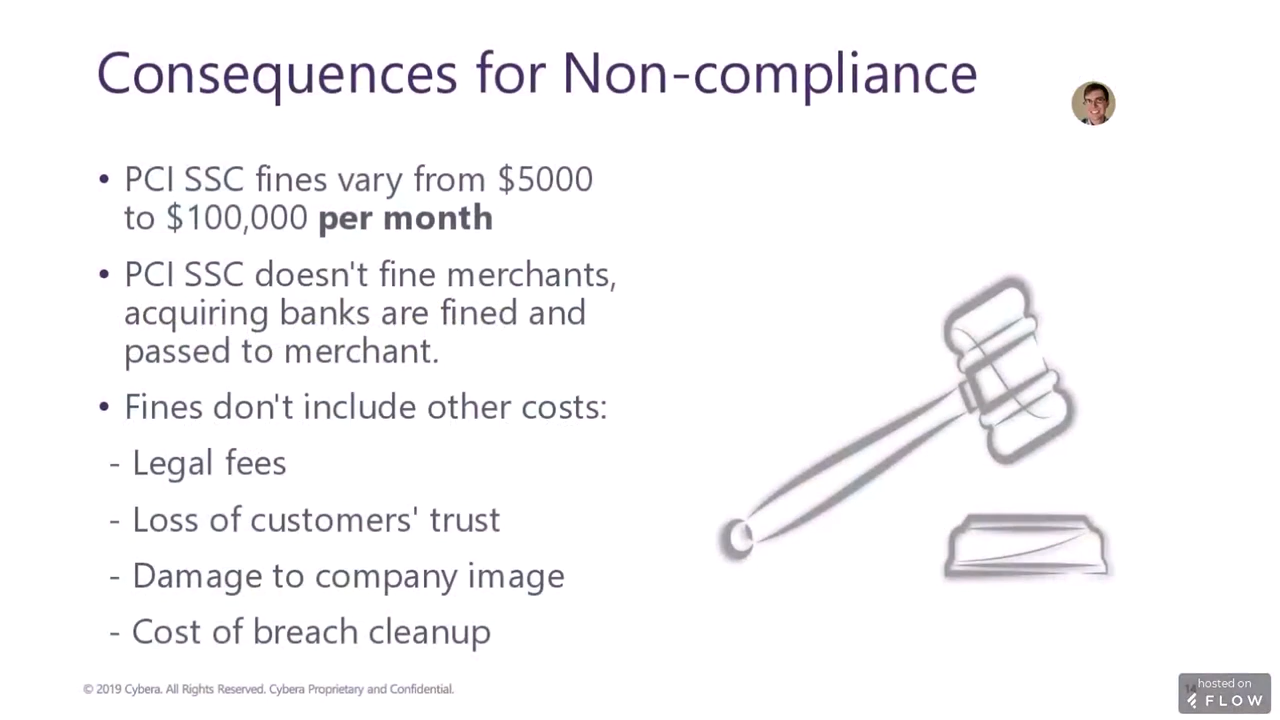 Consequences for Non-compliance
• PCI SSC fines vary from $5000
to $100,000 per month
• PCI SSC doesn't fine merchants,
acquiring banks are fined and
passed to merchant.
• Fines don't include other costs:
- Legal fees
- Loss of customers' trust
- Damage to company image
- Cost of breach cleanup
© 2019 Cybera. All Rights Reserved. Cybera Proprietary and Confidential.
hosted on
FLOW